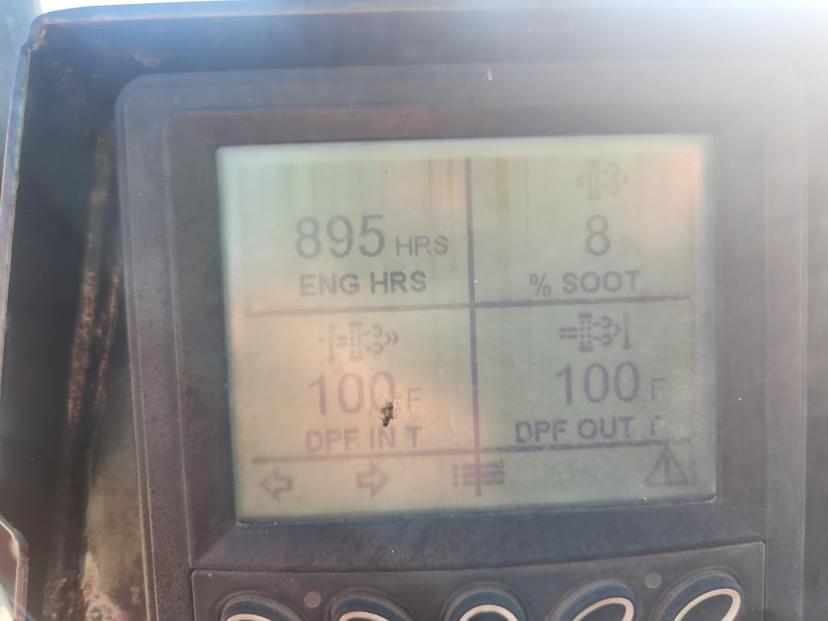 895 HRS
ENG HRS
8 %
% SOOT
100 F
DPF IN T
100 F
DPF OUT T